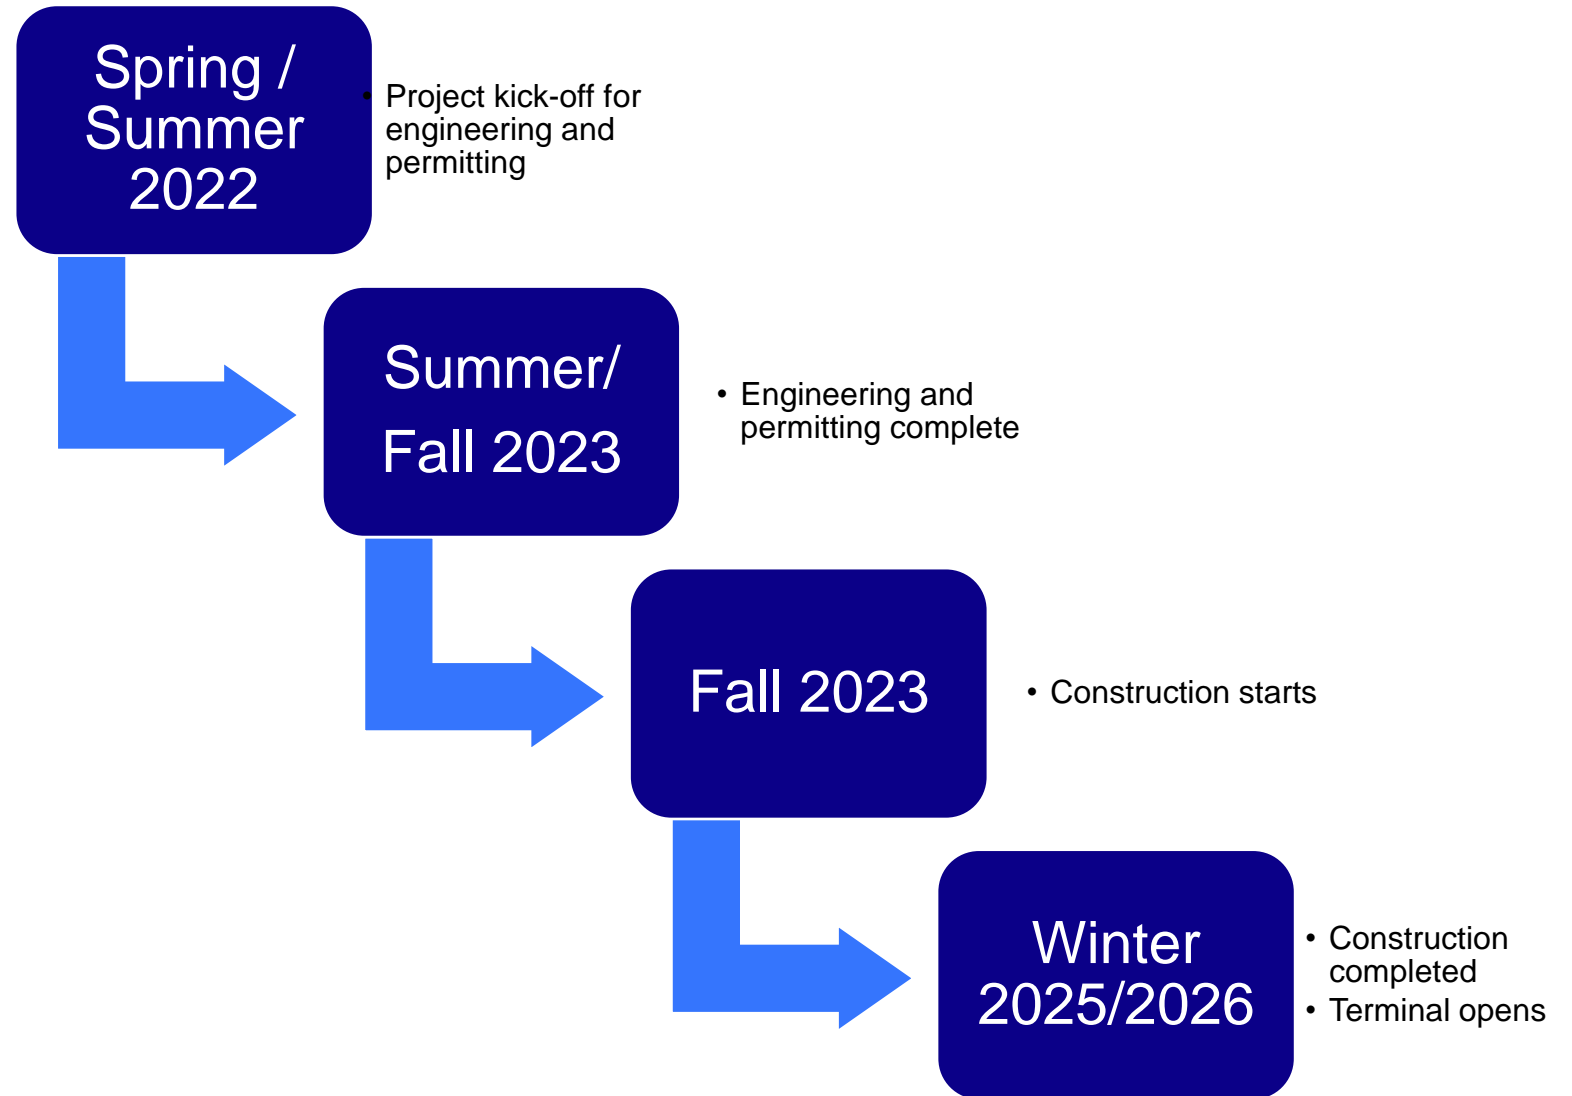 Spring /
Summer
2022
• Project kick-off for
engineering and
permitting
Summer/
Fall 2023
• Engineering and
permitting complete
Fall 2023
• Construction starts
Winter
2025/2026
• Construction
completed
• Terminal opens